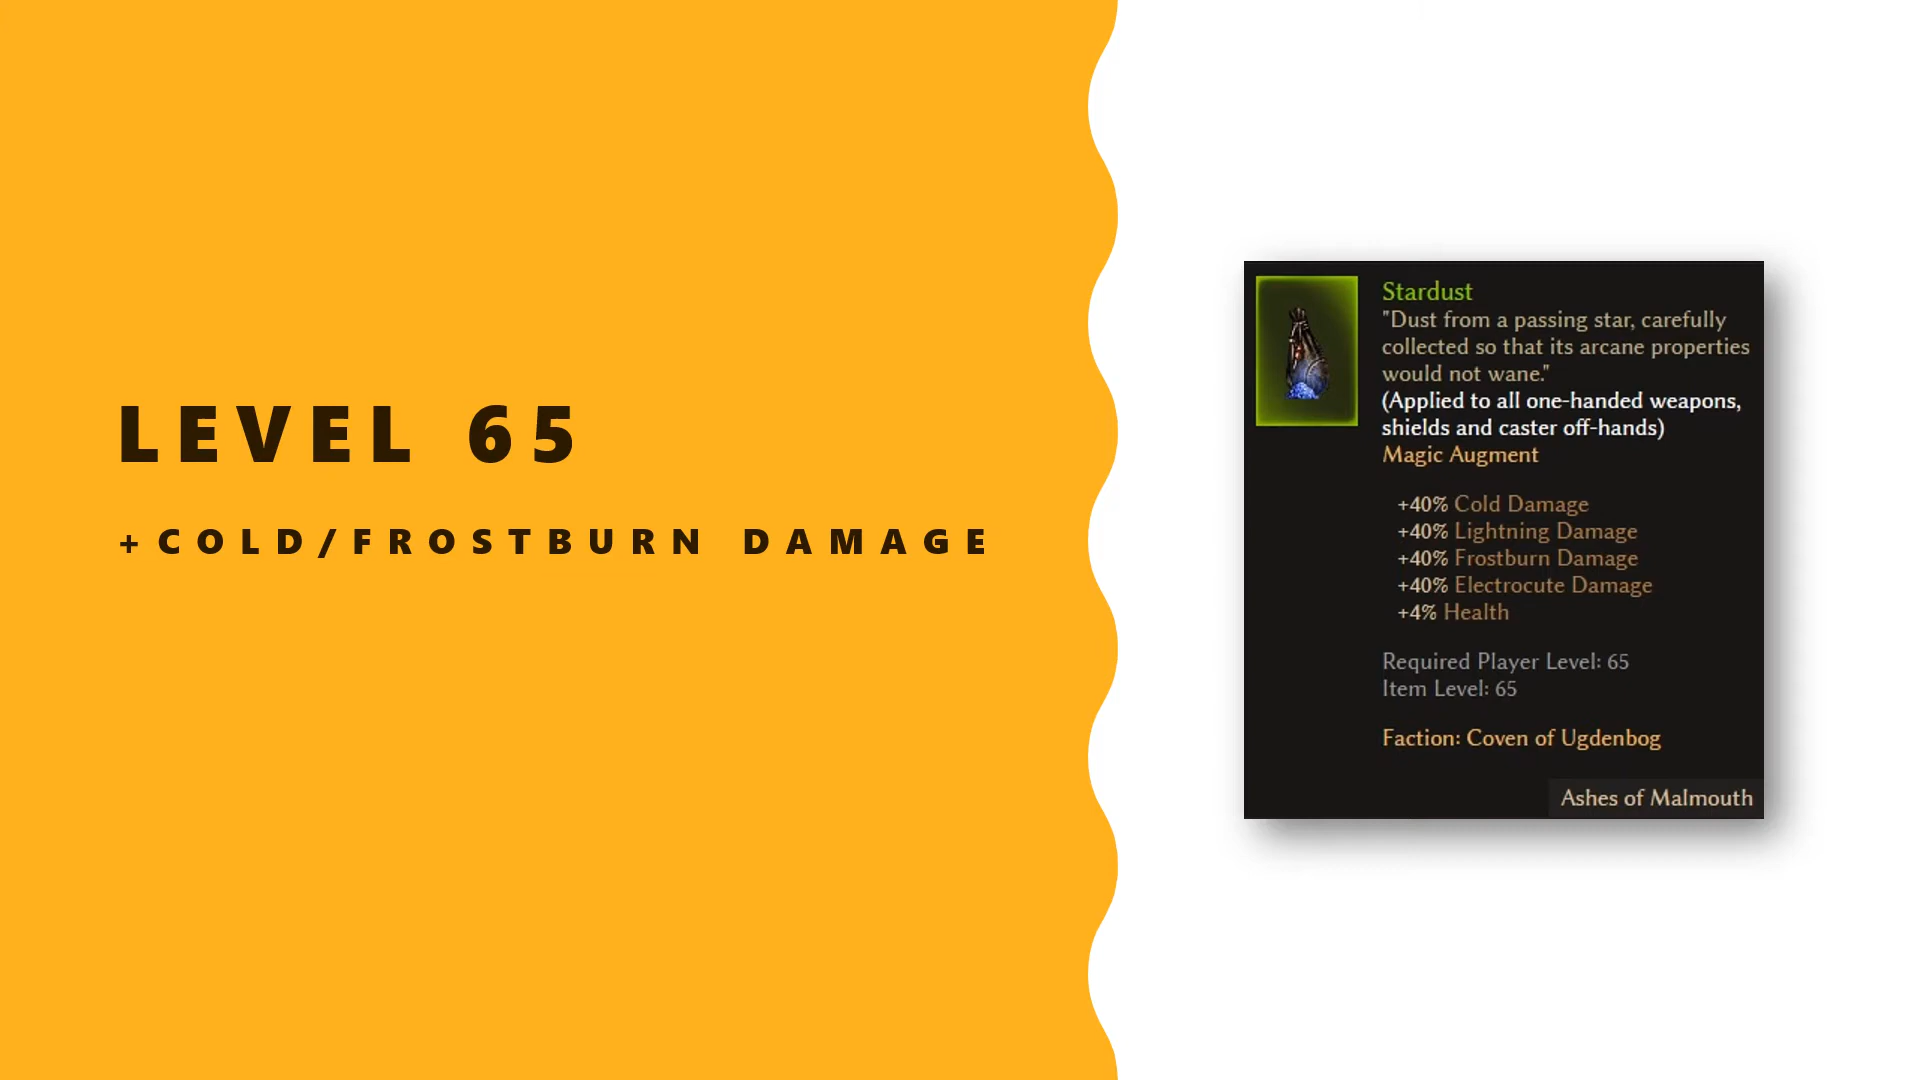 LEVEL 65
+COLD/FROSTBURN DAMAGE
Stardust
"Dust from a passing star, carefully
collected so that its arcane properties
would not wane."
(Applied to all one-handed weapons,
shields and caster off-hands)
Magic Augment
+40% Cold Damage
+40% Lightning Damage
+40% Frostburn Damage
+40% Electrocute Damage
+4% Health
Required Player Level: 65
Item Level: 65
Faction: Coven of Ugdenbog
Ashes of Malmouth